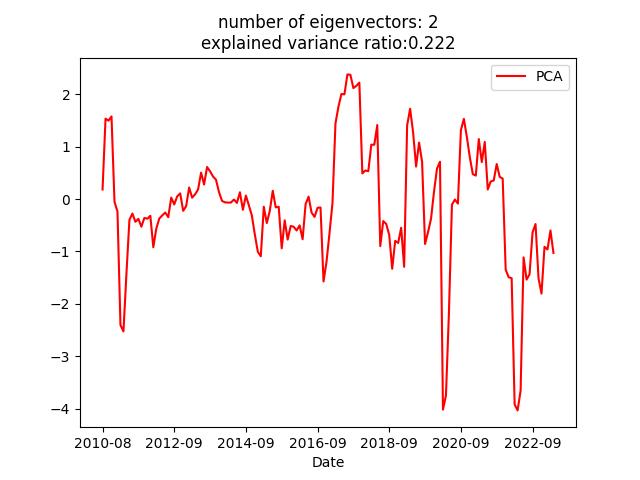 number of eigenvectors: 2
explained variance ratio:0.222
PCA
2
1
0
−1
−2
−3
−4
2010-08 2012-09 2014-09 2016-09 2018-09 2020-09 2022-09
Date